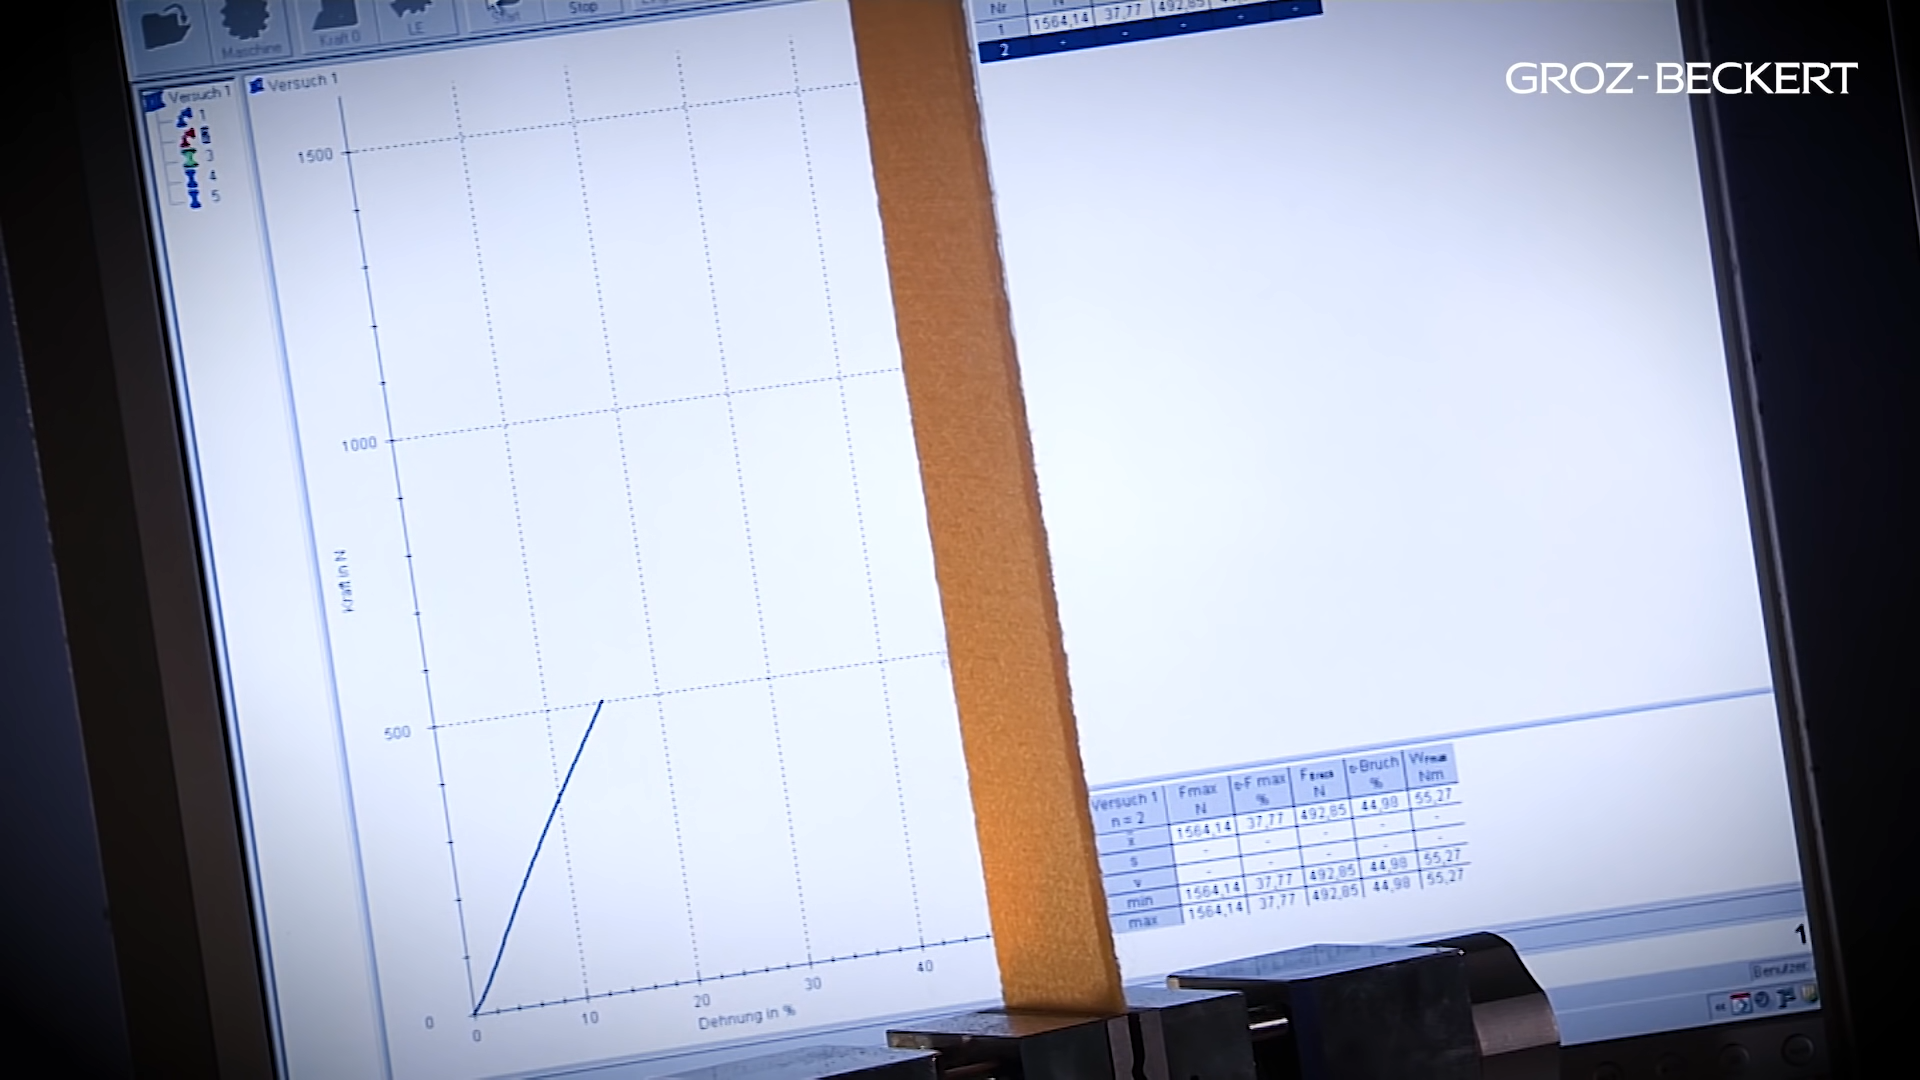 GROZ-BECKERT
Maschine
Kraft 0
LE
Start
Stop
Nr
1 1564,14 37,77 492,85
2 - - - - -
Versuch 1
1
3
4
5
Versuch 1
1500
1000
500
0
Kraft in N
0 10 20 30 40
Dehnung in %
Versuch 1 Fmax e-F max F Bruch e-Bruch
n = 2 N % N % Nm
x 1564,14 37,77 492,85 44,98 55,27
s - - - - -
v - - - - -
min 1564,14 37,77 492,85 44,98 55,27
max 1564,14 37,77 492,85 44,98 55,27
1
Benutzer
«